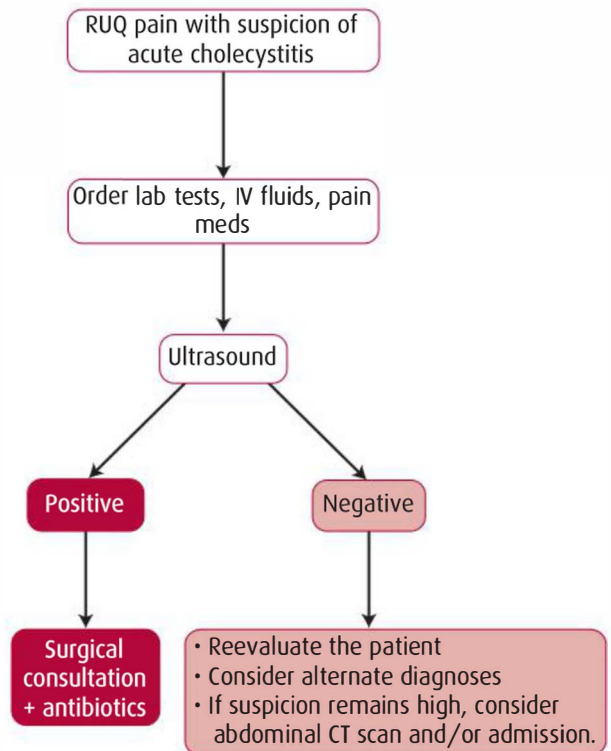 RUQ pain with suspicion of
acute cholecystitis
Order lab tests, IV fluids, pain
meds
Ultrasound
Positive
Negative
Surgical
consultation
+ antibiotics
· Reevaluate the patient
· Consider alternate diagnoses
· If suspicion remains high, consider
abdominal CT scan and/or admission.